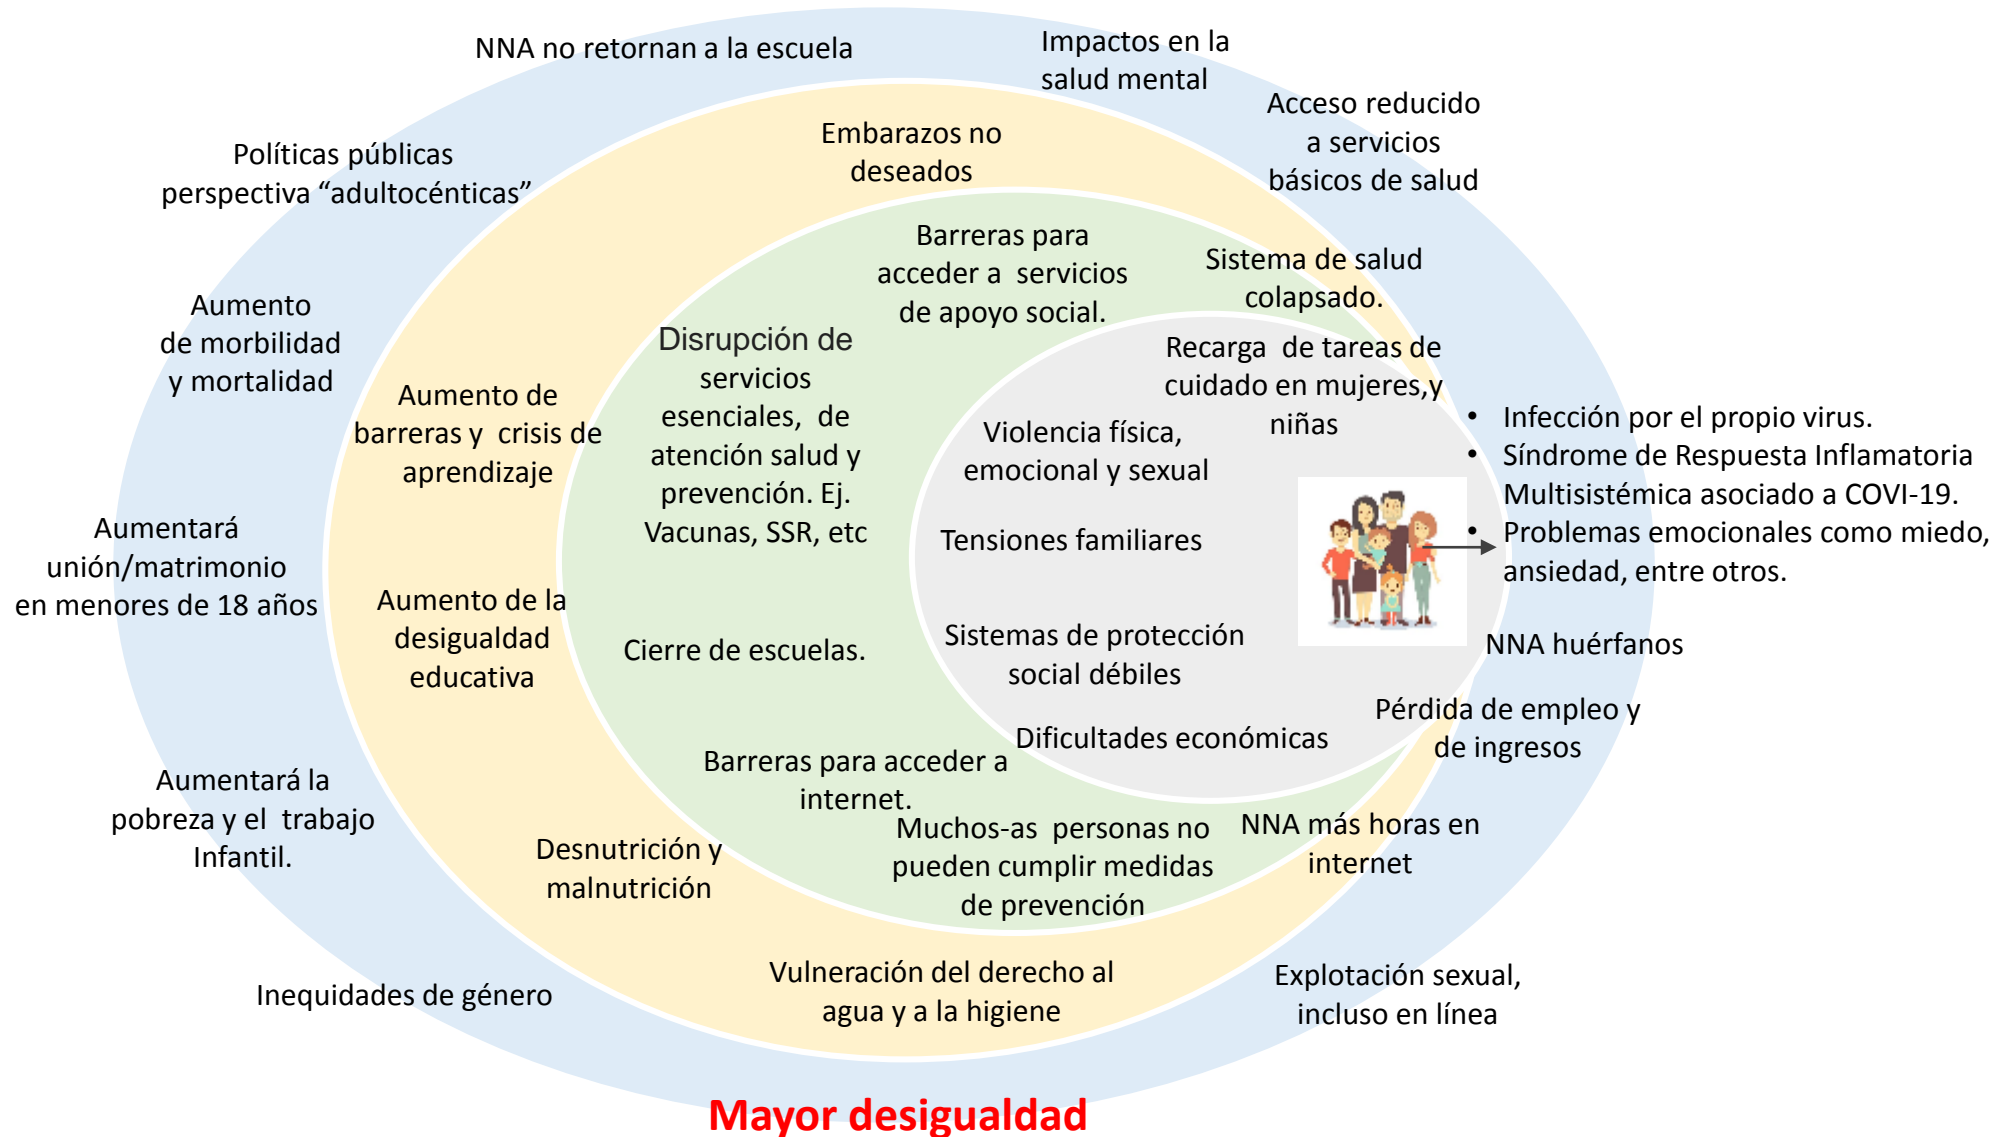 NNA no retornan a la escuela
Impactos en la
salud mental
Acceso reducido
a servicios
básicos de salud
Políticas públicas
perspectiva “adultocénticas”
Embarazos no
deseados
Barreras para
acceder a servicios
de apoyo social.
Sistema de salud
colapsado.
Aumento
de morbilidad
y mortalidad
Disrupción de
servicios
esenciales, de
atención salud y
prevención. Ej.
Vacunas, SSR, etc
Recarga de tareas de
cuidado en mujeres,y
niñas
Aumento de
barreras y crisis de
aprendizaje
Violencia física,
emocional y sexual
• Infección por el propio virus.
• Síndrome de Respuesta Inflamatoria
Multisistémica asociado a COVI-19.
• Problemas emocionales como miedo,
ansiedad, entre otros.
Aumentará
unión/matrimonio
en menores de 18 años
Tensiones familiares
Aumento de la
desigualdad
educativa
Cierre de escuelas.
Sistemas de protección
social débiles
NNA huérfanos
Pérdida de empleo y
de ingresos
Dificultades económicas
Barreras para acceder a
internet.
Aumentará la
pobreza y el trabajo
Infantil.
Desnutrición y
malnutrición
Muchos-as personas no
pueden cumplir medidas
de prevención
NNA más horas en
internet
Inequidades de género
Vulneración del derecho al
agua y a la higiene
Explotación sexual,
incluso en línea
Mayor desigualdad